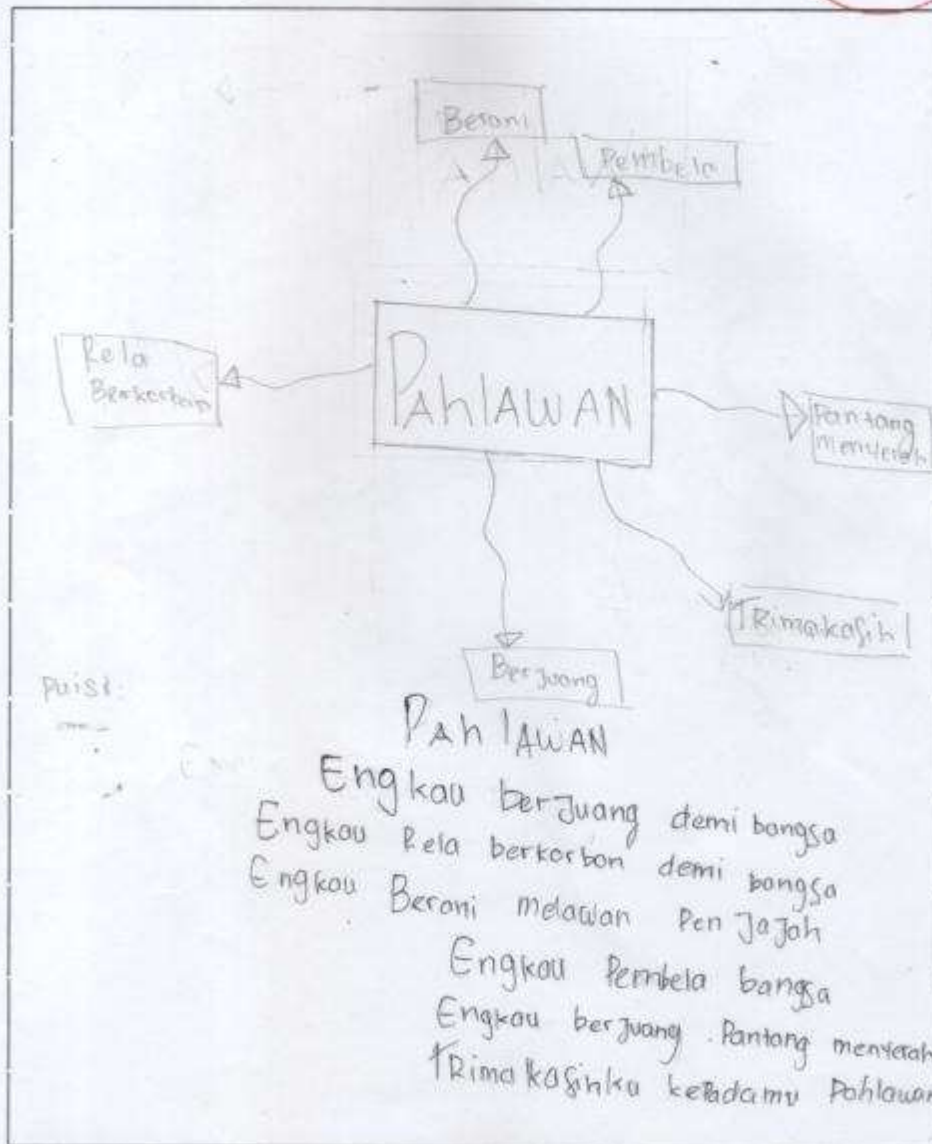 Berani
Pembela
PAhlAWAN
Rela
Berkorban
Pantang
menyerah
TRimakasih
Berjuang
puisi:
PAhlAWAN
Engkau berjuang demi bangsa
Engkau Rela berkorban demi bangsa
Engkau Berani melawan Penjajah
Engkau Pembela bangsa
Engkau berjuang. Pantang menyerah
TRimakasihku kepadamu Pahlawan